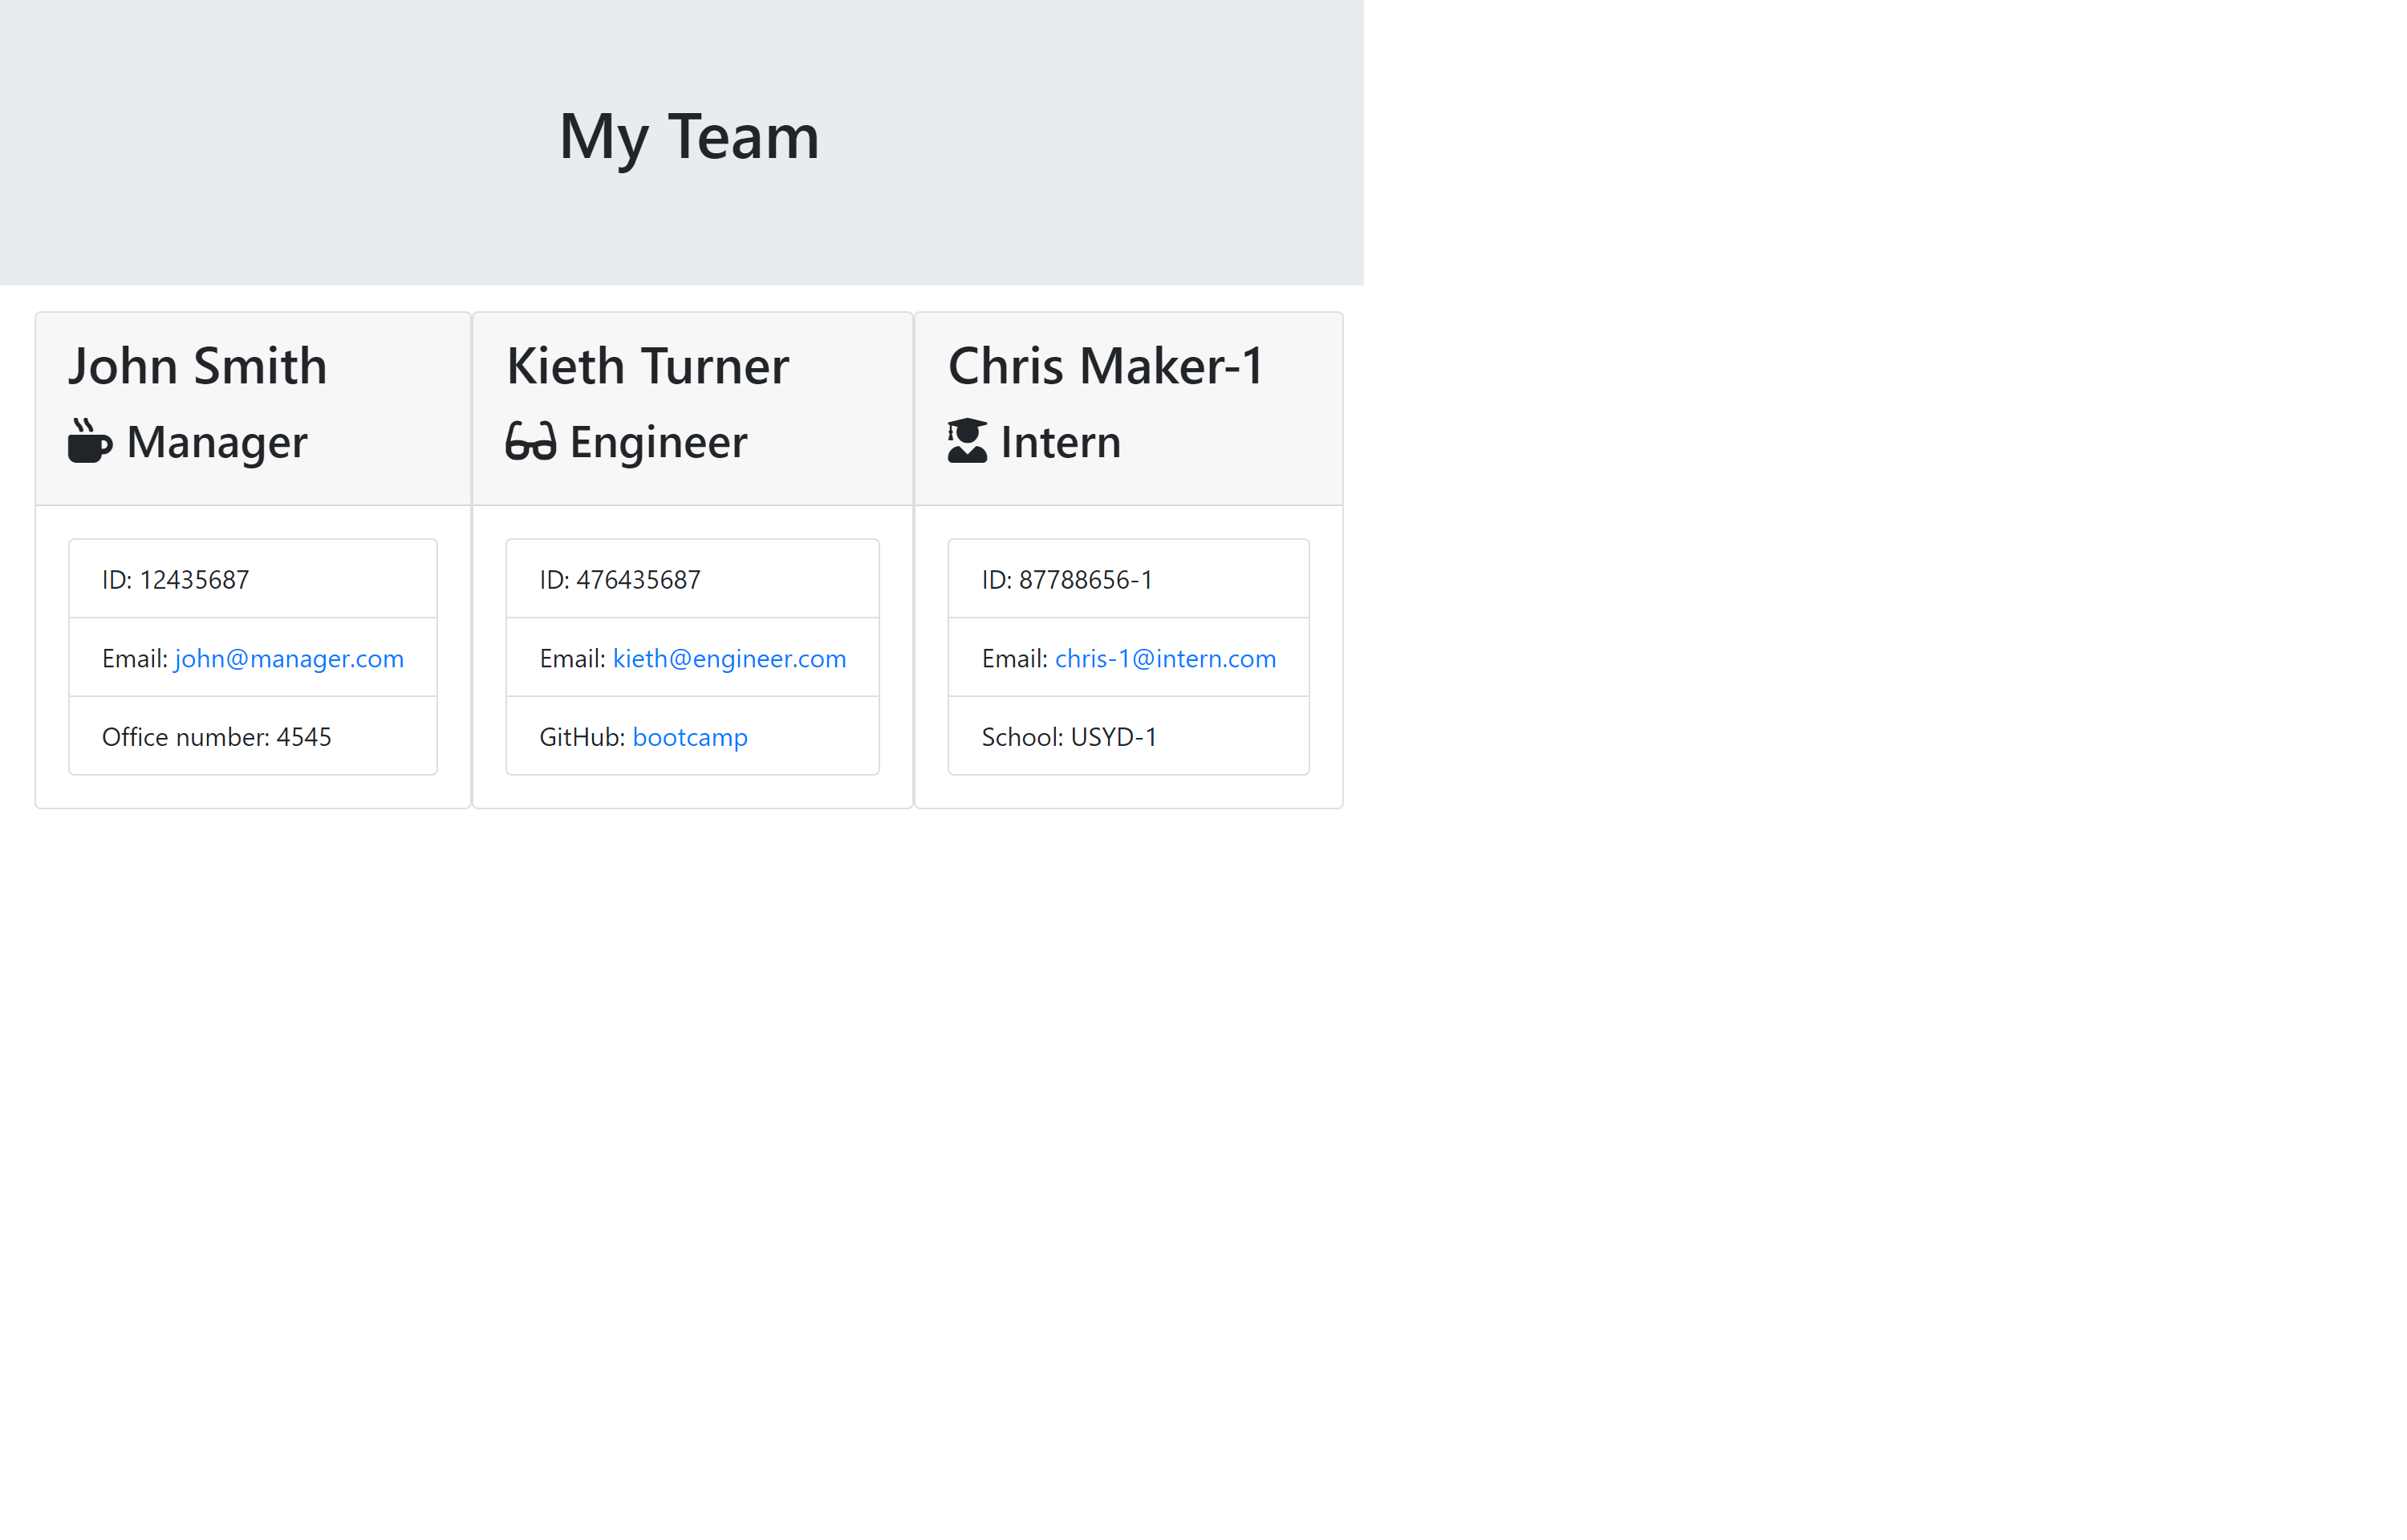 My Team
John Smith
Manager
ID: 12435687
Email: john@manager.com
Office number: 4545
Kieth Turner
Engineer
ID: 476435687
Email: kieth@engineer.com
GitHub: bootcamp
Chris Maker-1
Intern
ID: 87788656-1
Email: chris-1@intern.com
School: USYD-1